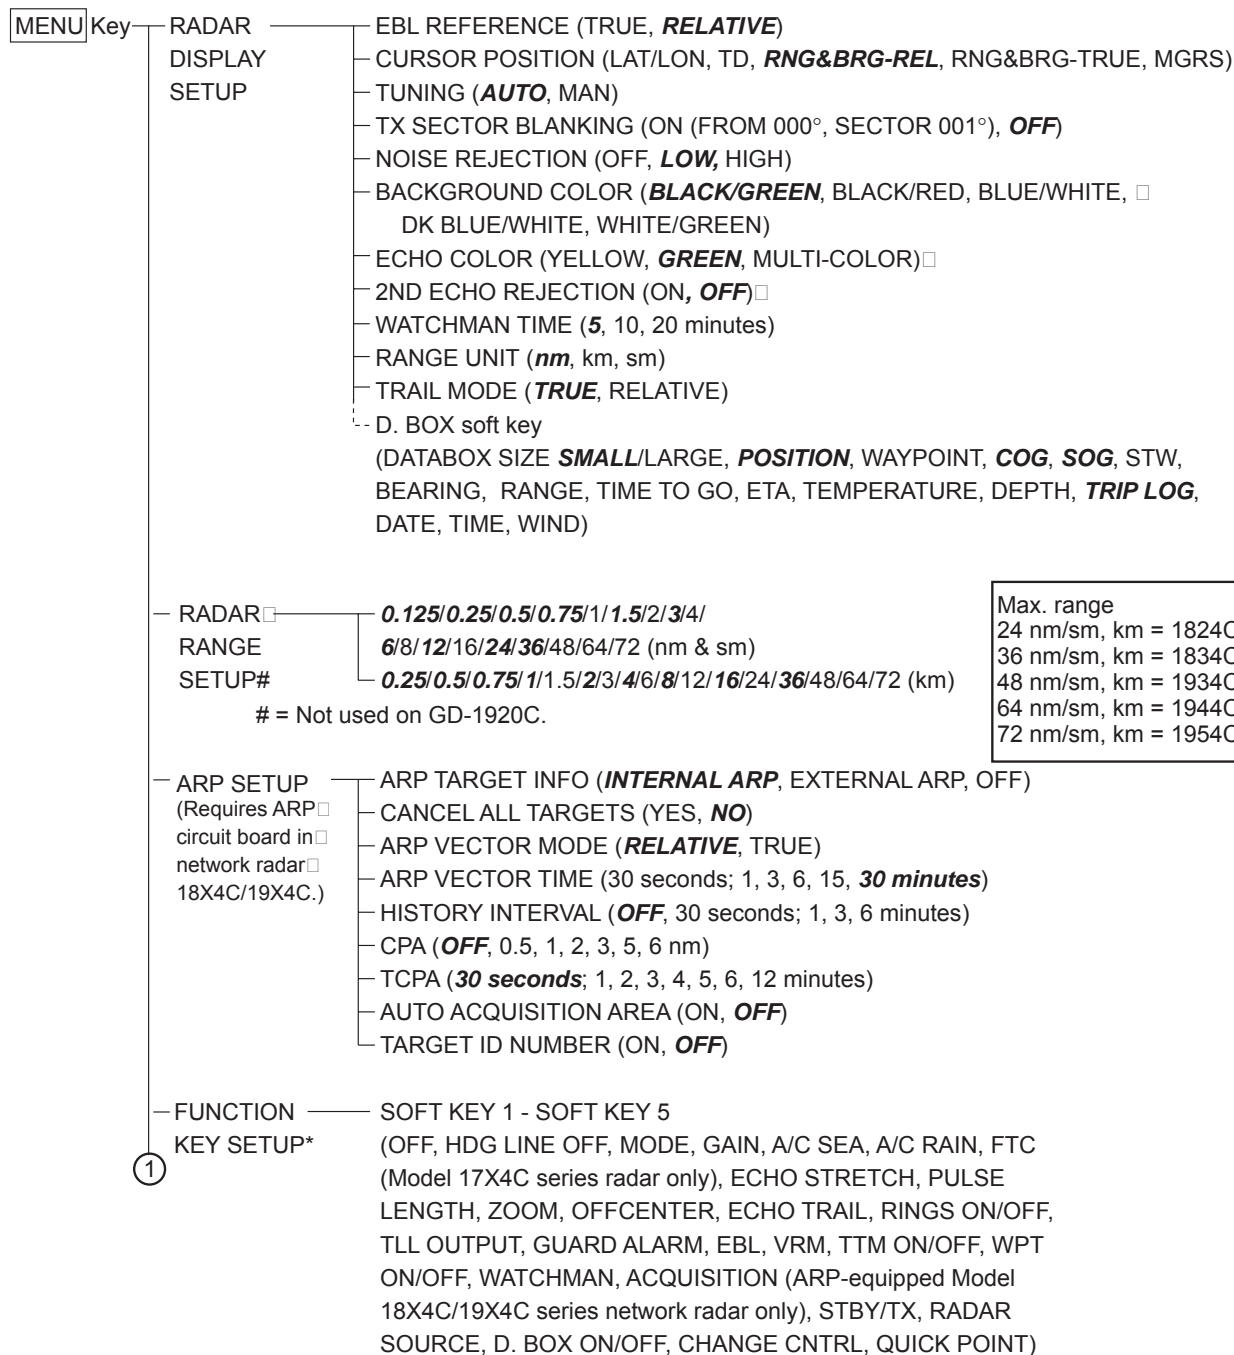 MENU Key
RADAR
DISPLAY
SETUP
EBL REFERENCE (TRUE, RELATIVE)
CURSOR POSITION (LAT/LON, TD, RNG&BRG-REL, RNG&BRG-TRUE, MGRS)
TUNING (AUTO, MAN)
TX SECTOR BLANKING (ON (FROM 000°, SECTOR 001°), OFF)
NOISE REJECTION (OFF, LOW, HIGH)
BACKGROUND COLOR (BLACK/GREEN, BLACK/RED, BLUE/WHITE,
DK BLUE/WHITE, WHITE/GREEN)
ECHO COLOR (YELLOW, GREEN, MULTI-COLOR)
2ND ECHO REJECTION (ON, OFF)
WATCHMAN TIME (5, 10, 20 minutes)
RANGE UNIT (nm, km, sm)
TRAIL MODE (TRUE, RELATIVE)
D. BOX soft key
(DATABOX SIZE SMALL/LARGE, POSITION, WAYPOINT, COG, SOG, STW,
BEARING, RANGE, TIME TO GO, ETA, TEMPERATURE, DEPTH, TRIP LOG,
DATE, TIME, WIND)
RADAR
RANGE
SETUP#
0.125/0.25/0.5/0.75/1/1.5/2/3/4/
6/8/12/16/24/36/48/64/72 (nm & sm)
0.25/0.5/0.75/1/1.5/2/3/4/6/8/12/16/24/36/48/64/72 (km)
# = Not used on GD-1920C.
Max. range
24 nm/sm, km = 1824C
36 nm/sm, km = 1834C
48 nm/sm, km = 1934C
64 nm/sm, km = 1944C
72 nm/sm, km = 1954C
ARP SETUP
(Requires ARP
circuit board in
network radar
18X4C/19X4C.)
ARP TARGET INFO (INTERNAL ARP, EXTERNAL ARP, OFF)
CANCEL ALL TARGETS (YES, NO)
ARP VECTOR MODE (RELATIVE, TRUE)
ARP VECTOR TIME (30 seconds; 1, 3, 6, 15, 30 minutes)
HISTORY INTERVAL (OFF, 30 seconds; 1, 3, 6 minutes)
CPA (OFF, 0.5, 1, 2, 3, 5, 6 nm)
TCPA (30 seconds; 1, 2, 3, 4, 5, 6, 12 minutes)
AUTO ACQUISITION AREA (ON, OFF)
TARGET ID NUMBER (ON, OFF)
FUNCTION
KEY SETUP*
SOFT KEY 1 - SOFT KEY 5
(OFF, HDG LINE OFF, MODE, GAIN, A/C SEA, A/C RAIN, FTC
(Model 17X4C series radar only), ECHO STRETCH, PULSE
LENGTH, ZOOM, OFFCENTER, ECHO TRAIL, RINGS ON/OFF,
TLL OUTPUT, GUARD ALARM, EBL, VRM, TTM ON/OFF, WPT
ON/OFF, WATCHMAN, ACQUISITION (ARP-equipped Model
18X4C/19X4C series network radar only), STBY/TX, RADAR
SOURCE, D. BOX ON/OFF, CHANGE CNTRL, QUICK POINT)
1